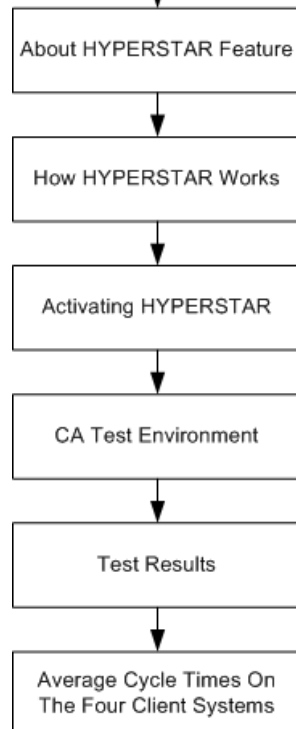 About HYPERSTAR Feature
How HYPERSTAR Works
Activating HYPERSTAR
CA Test Environment
Test Results
Average Cycle Times On
The Four Client Systems